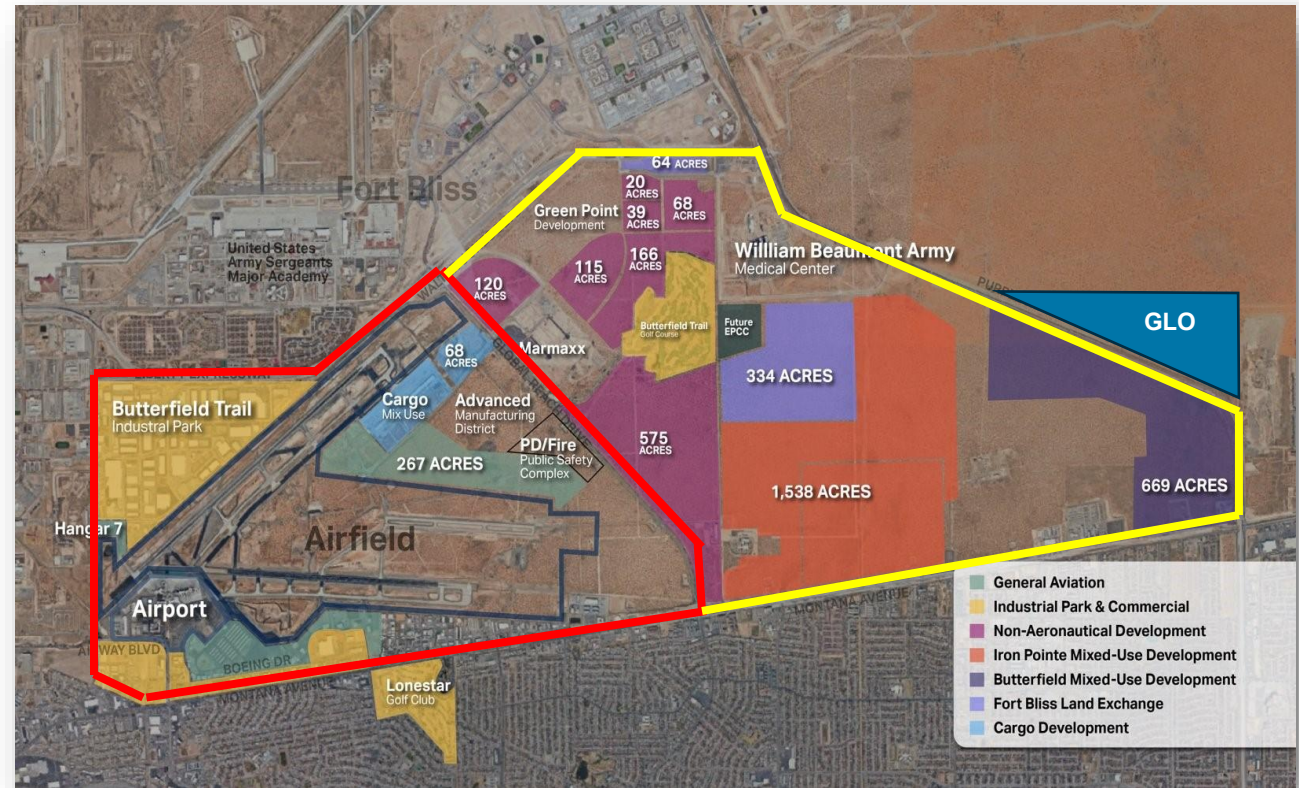 64 ACRES
20
ACRES
39
ACRES
68
ACRES
Fort Bliss
Green Point
Development
United States
Army Sergeants
Major Academy
Willliam Beaumont Army
Medical Center
166
ACRES
115
ACRES
120
ACRES
GLO
Butterfield Trail
Golf Course
Future
EPCC
Marmaxx
68
ACRES
334 ACRES
Cargo
Mix Use
Advanced
Manufacturing
District
Butterfield Trail
Industral Park
PD/Fire
Public Safety
Complex
575
ACRES
267 ACRES
1,538 ACRES
669 ACRES
Hangar 7
Airfield
Airport
BOEING DR
MONTANA AVENUE
Lonestar
Golf Club
General Aviation
Industrial Park & Commercial
Non-Aeronautical Development
Iron Pointe Mixed-Use Development
Butterfield Mixed-Use Development
Fort Bliss Land Exchange
Cargo Development